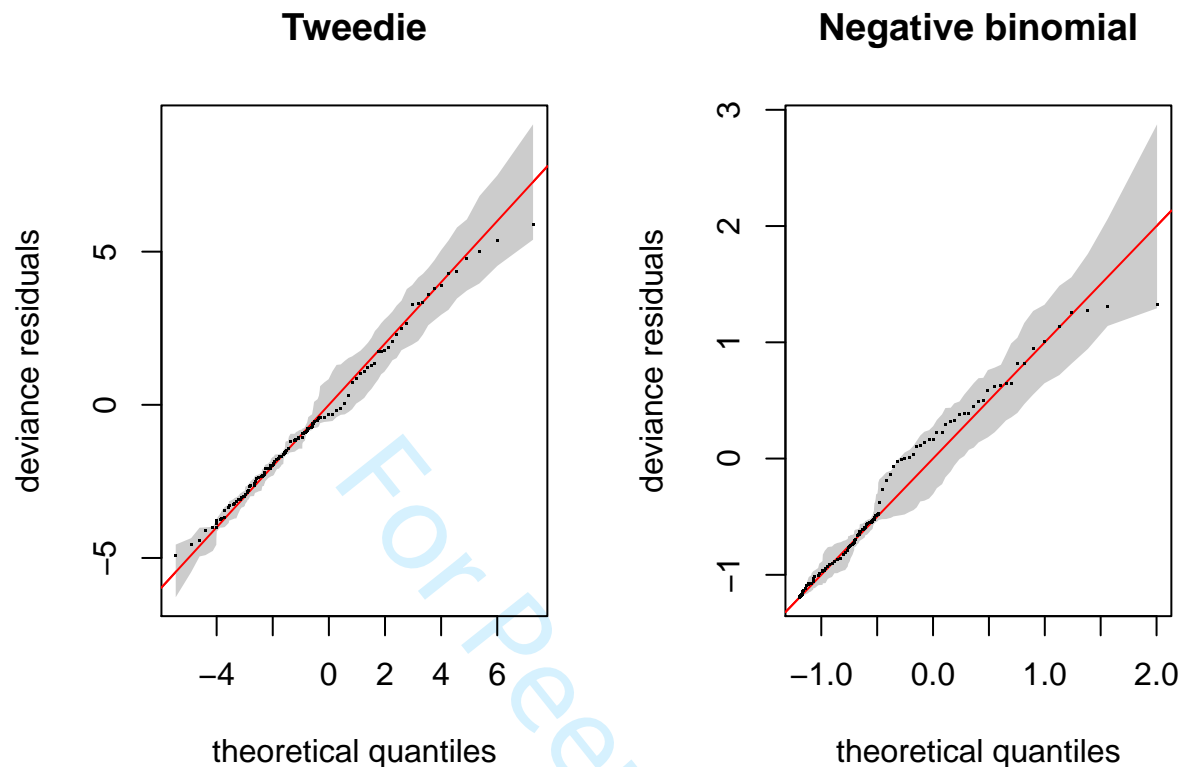 Tweedie
deviance residuals
5
0
−5
−4 0 2 4 6
theoretical quantiles
Negative binomial
deviance residuals
3
2
1
0
−1
−1.0 0.0 1.0 2.0
theoretical quantiles
For Peer